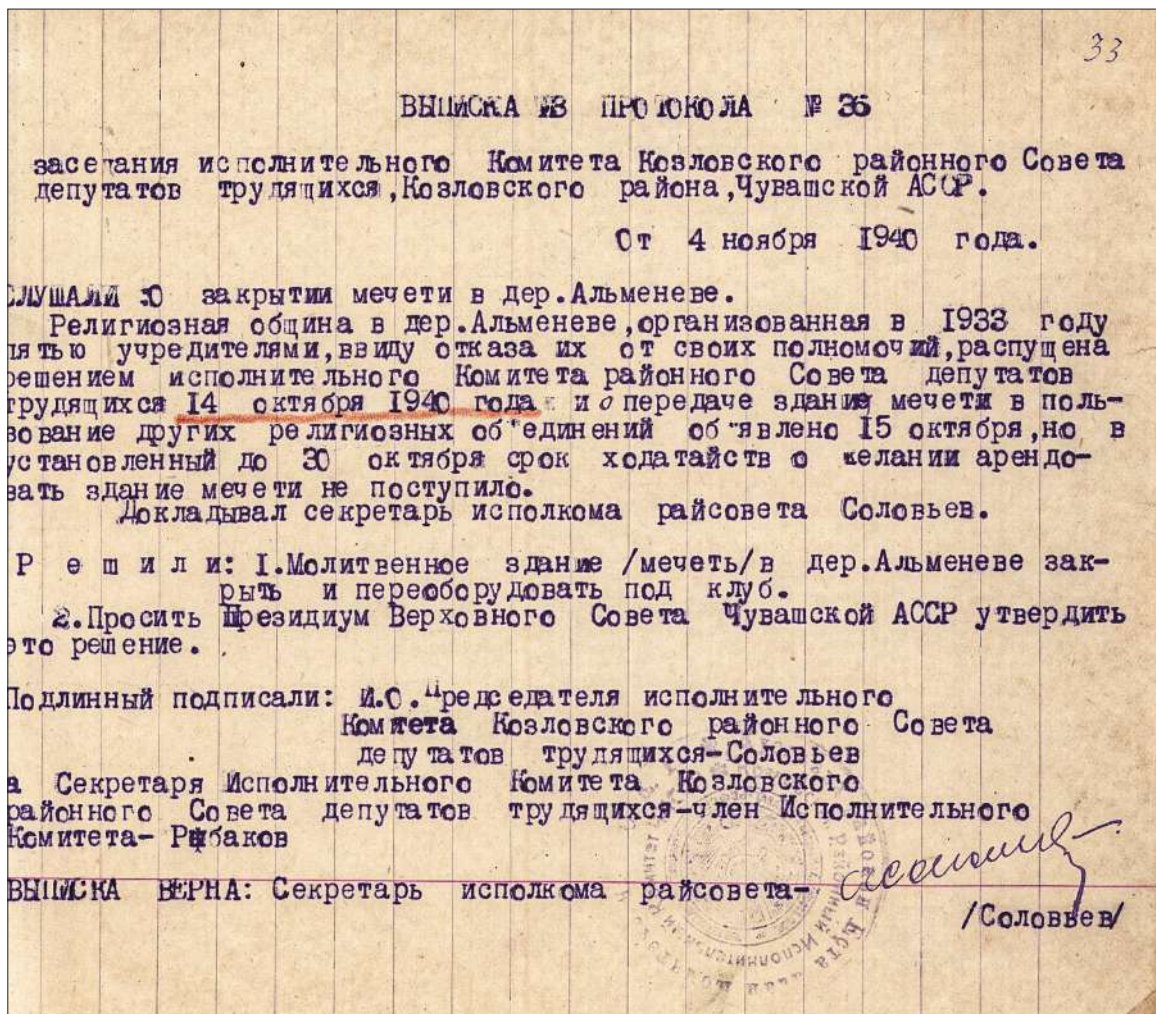 33
ВЫПИСКА ИЗ ПРОТОКОЛА № 36
заседания исполнительного Комитета Козловского районного Совета
депутатов трудящихся, Козловского района, Чувашской АССР.
От 4 ноября 1940 года.
СЛУШАЛИ :О закрытии мечети в дер.Альменеве.
Религиозная община в дер.Альменеве,организованная в 1933 году
пятью учредителями,ввиду отказа их от своих полномочий,распущена
решением исполнительного Комитета районного Совета депутатов
трудящихся 14 октября 1940 года и о передаче здание мечети в поль-
зование других религиозных об"единений об"явлено 15 октября,но в
установленный до 30 октября срок ходатайств о желании арендо-
вать здание мечети не поступило.
Докладывал секретарь исполкома райсовета Соловьев.
Р е ш и л и: I.Молитвенное здание /мечеть/в дер.Альменеве зак-
рыть и переоборудовать под клуб.
2.Просить Президиум Верховного Совета Чувашской АССР утвердить
это решение.
Подлинный подписали: И.О.Председателя исполнительного
Комитета Козловского районного Совета
депутатов трудящихся-Соловьев
а Секретаря Исполнительного Комитета Козловского
районного Совета депутатов трудящихся-член Исполнительного
Комитета- Рыбаков
ВЫПИСКА ВЕРНА: Секретарь исполкома райсовета-
/Соловьев/